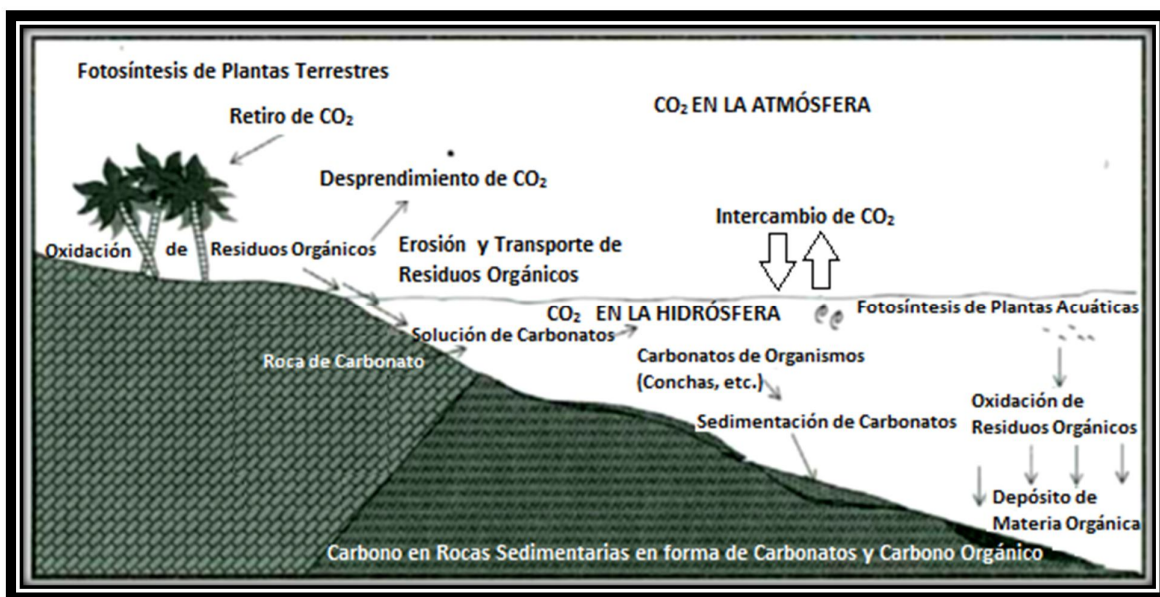 Fotosíntesis de Plantas Terrestres
CO₂ EN LA ATMÓSFERA
Retiro de CO₂
Desprendimiento de CO₂
Intercambio de CO₂
Oxidación de Residuos Orgánicos
Erosión y Transporte de
Residuos Orgánicos
CO₂ EN LA HIDRÓSFERA
Fotosíntesis de Plantas Acuáticas
Solución de Carbonatos
Roca de Carbonato
Carbonatos de Organismos
(Conchas, etc.)
Sedimentación de Carbonatos
Oxidación de
Residuos Orgánicos
Depósito de
Materia Orgánica
Carbono en Rocas Sedimentarias en forma de Carbonatos y Carbono Orgánico